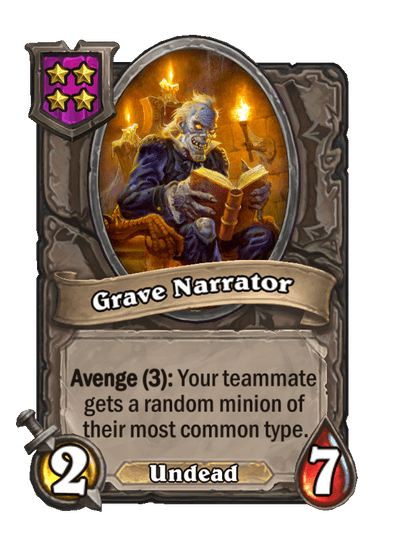 Grave Narrator
Avenge (3): Your teammate
gets a random minion of
their most common type.
2
Undead
7